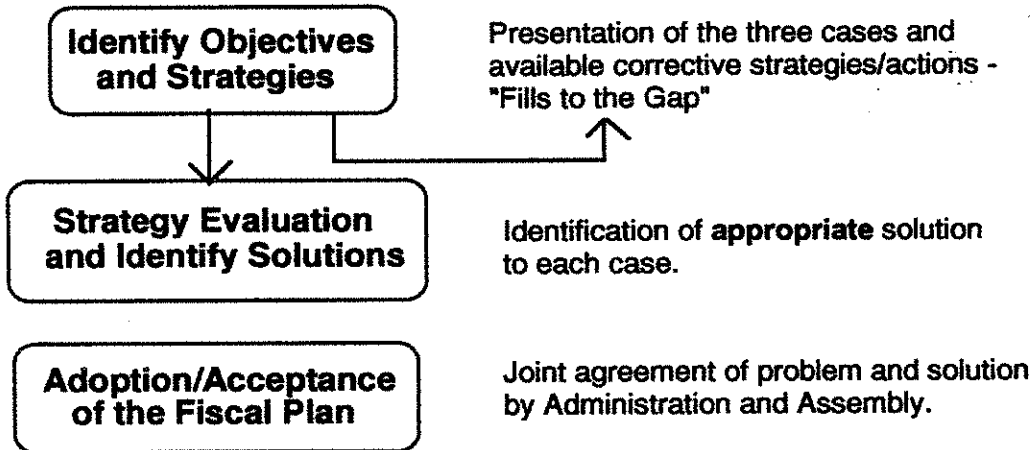 Identify Objectives
and Strategies
Presentation of the three cases and
available corrective strategies/actions -
"Fills to the Gap"
Strategy Evaluation
and Identify Solutions
Identification of appropriate solution
to each case.
Adoption/Acceptance
of the Fiscal Plan
Joint agreement of problem and solution
by Administration and Assembly.